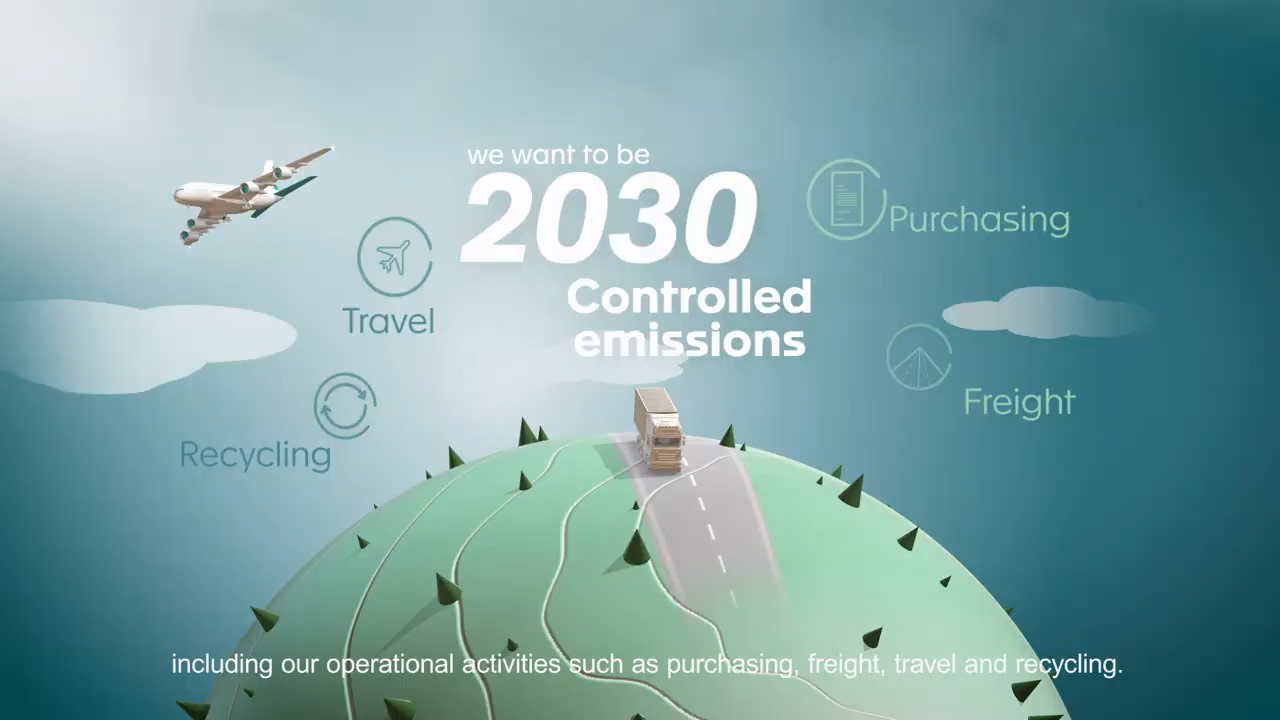 we want to be
2030
Controlled
emissions
Travel
Recycling
Purchasing
Freight
including our operational activities such as purchasing, freight, travel and recycling.